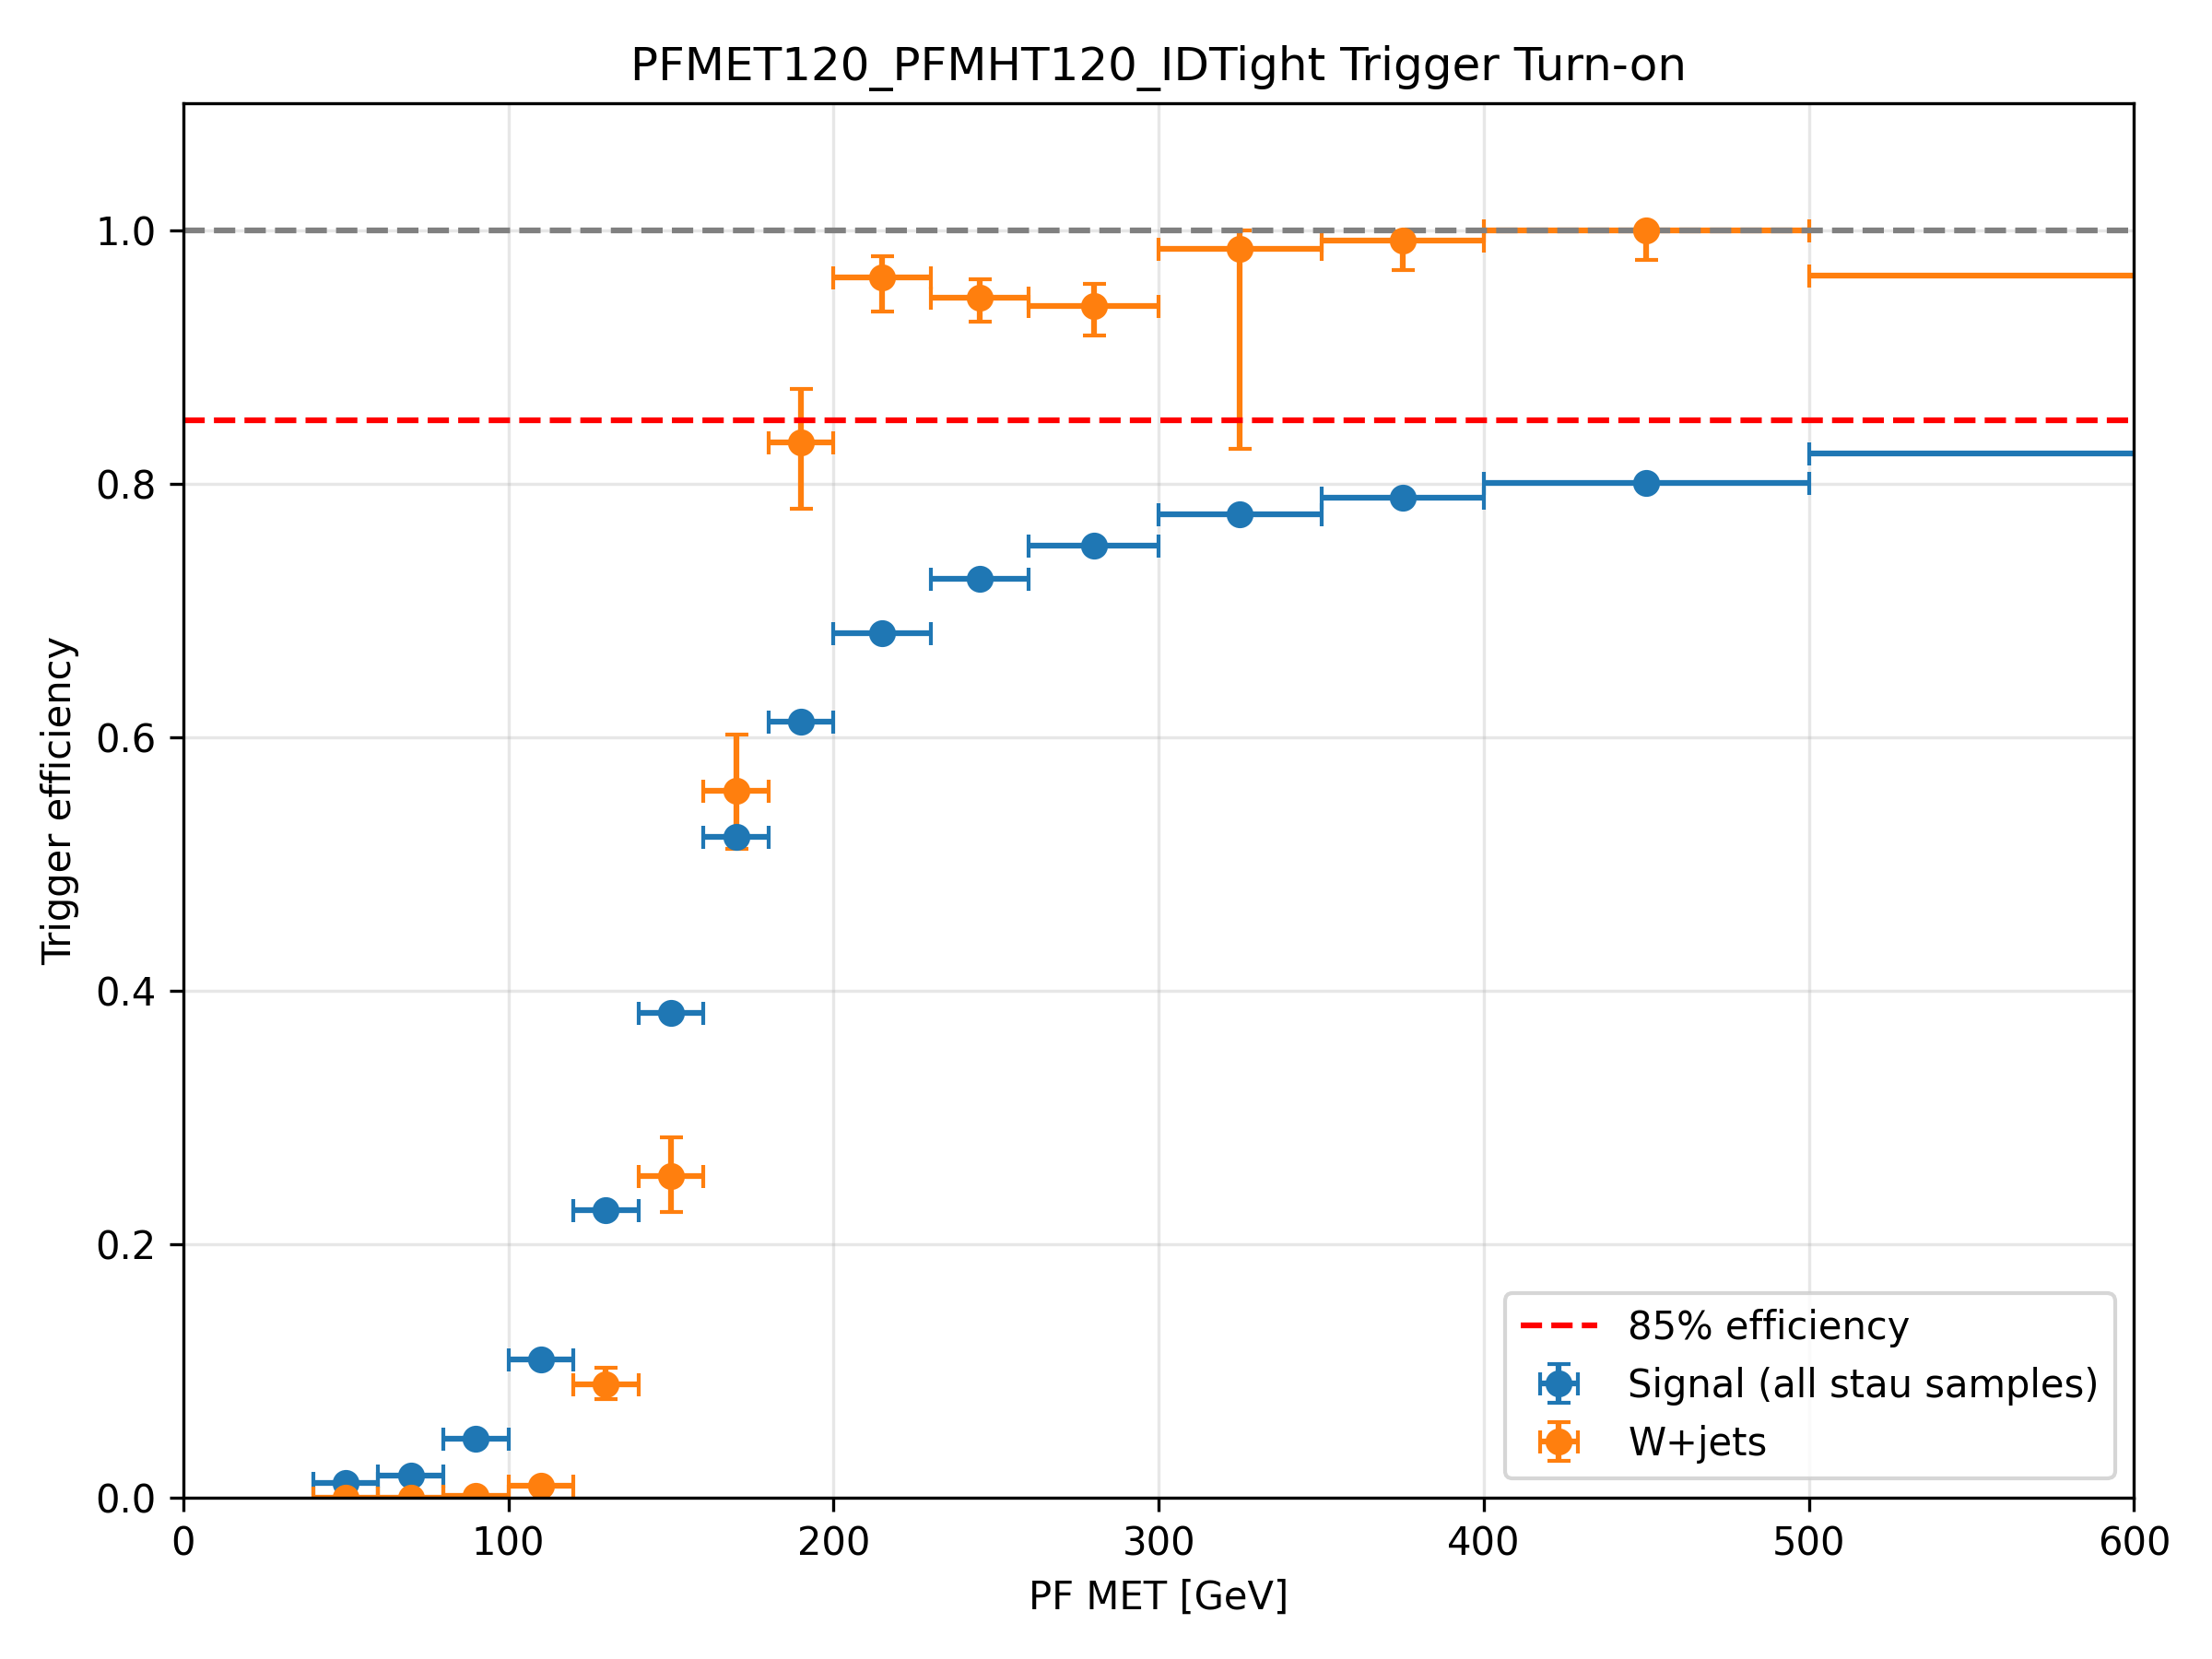 PFMET120_PFMHT120_IDTight Trigger Turn-on
Trigger efficiency
1.0
0.8
0.6
0.4
0.2
0.0
0
100
200
300
400
500
600
PF MET [GeV]
85% efficiency
Signal (all stau samples)
W+jets